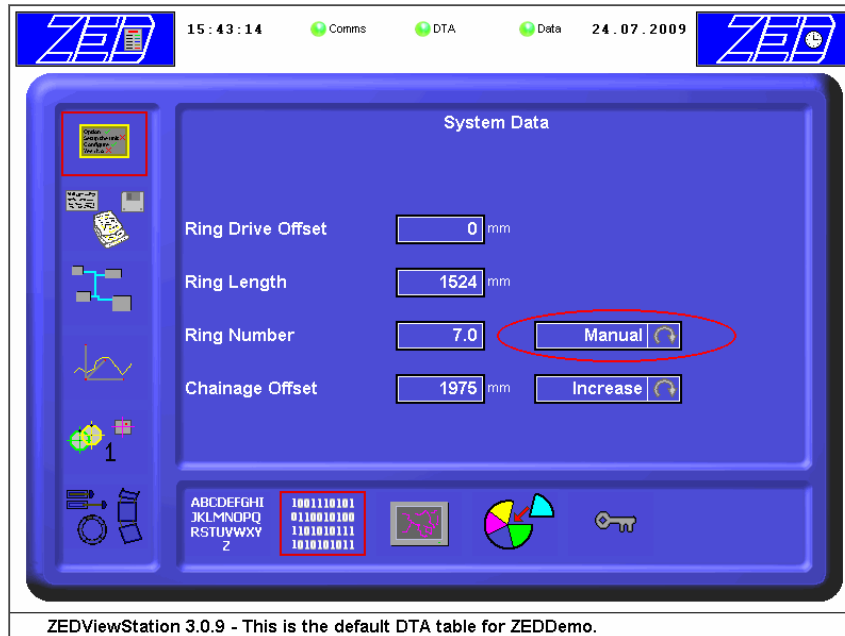 ZED
15:43:14
Comms
DTA
Data
24.07.2009
ZED
System Data
Ring Drive Offset 0 mm
Ring Length 1524 mm
Ring Number 7.0 Manual
Chainage Offset 1975 mm Increase
1
ABCDEFGHI
JKLMNOPQ
RSTUVWXY
Z
1001110101
0110010100
1101010111
1010101011
ZEDViewStation 3.0.9 - This is the default DTA table for ZEDDemo.